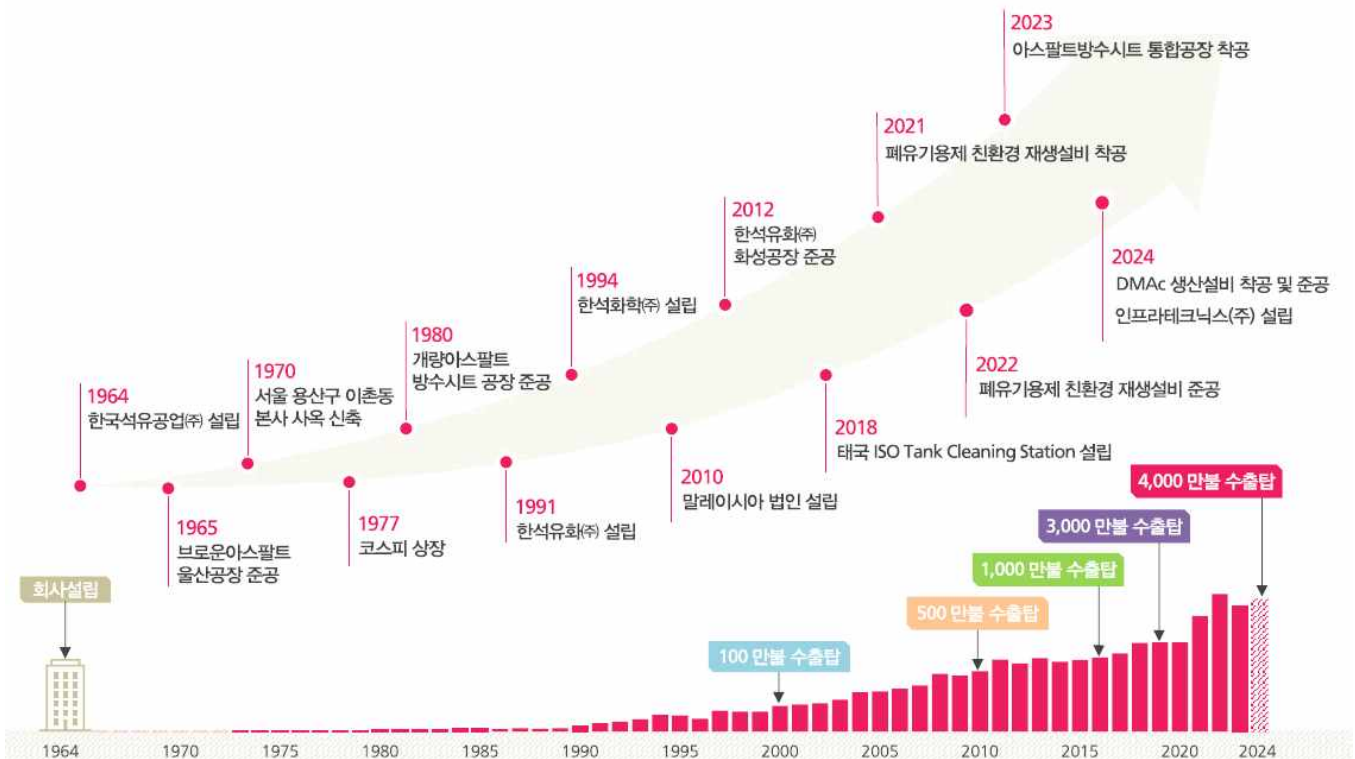 2023
아스팔트방수시트 통합공장 착공
2021
폐유기용제 친환경 재생설비 착공
2012
한석유화㈜
화성공장 준공
2024
DMAc 생산설비 착공 및 준공
인프라테크닉스(주) 설립
1994
한석화학㈜ 설립
1980
개량아스팔트
방수시트 공장 준공
1970
서울 용산구 이촌동
본사 사옥 신축
1964
한국석유공업㈜ 설립
2022
폐유기용제 친환경 재생설비 준공
2018
태국 ISO Tank Cleaning Station 설립
2010
말레이시아 법인 설립
1991
한석유화㈜ 설립
1977
코스피 상장
1965
브로운아스팔트
울산공장 준공
4,000 만불 수출탑
3,000 만불 수출탑
1,000 만불 수출탑
500 만불 수출탑
100 만불 수출탑
회사설립
1964 1970 1975 1980 1985 1990 1995 2000 2005 2010 2015 2020 2024